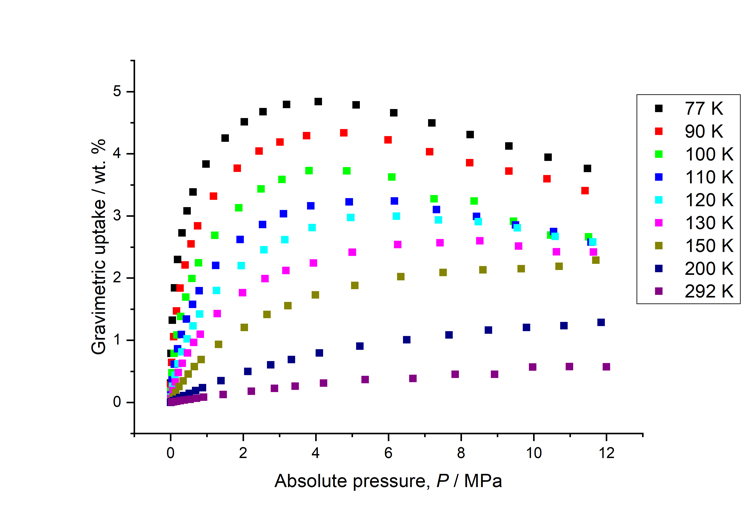 5
4
3
2
1
0
Gravimetric uptake / wt. %
0 2 4 6 8 10 12
Absolute pressure, P / MPa
77 K
90 K
100 K
110 K
120 K
130 K
150 K
200 K
292 K